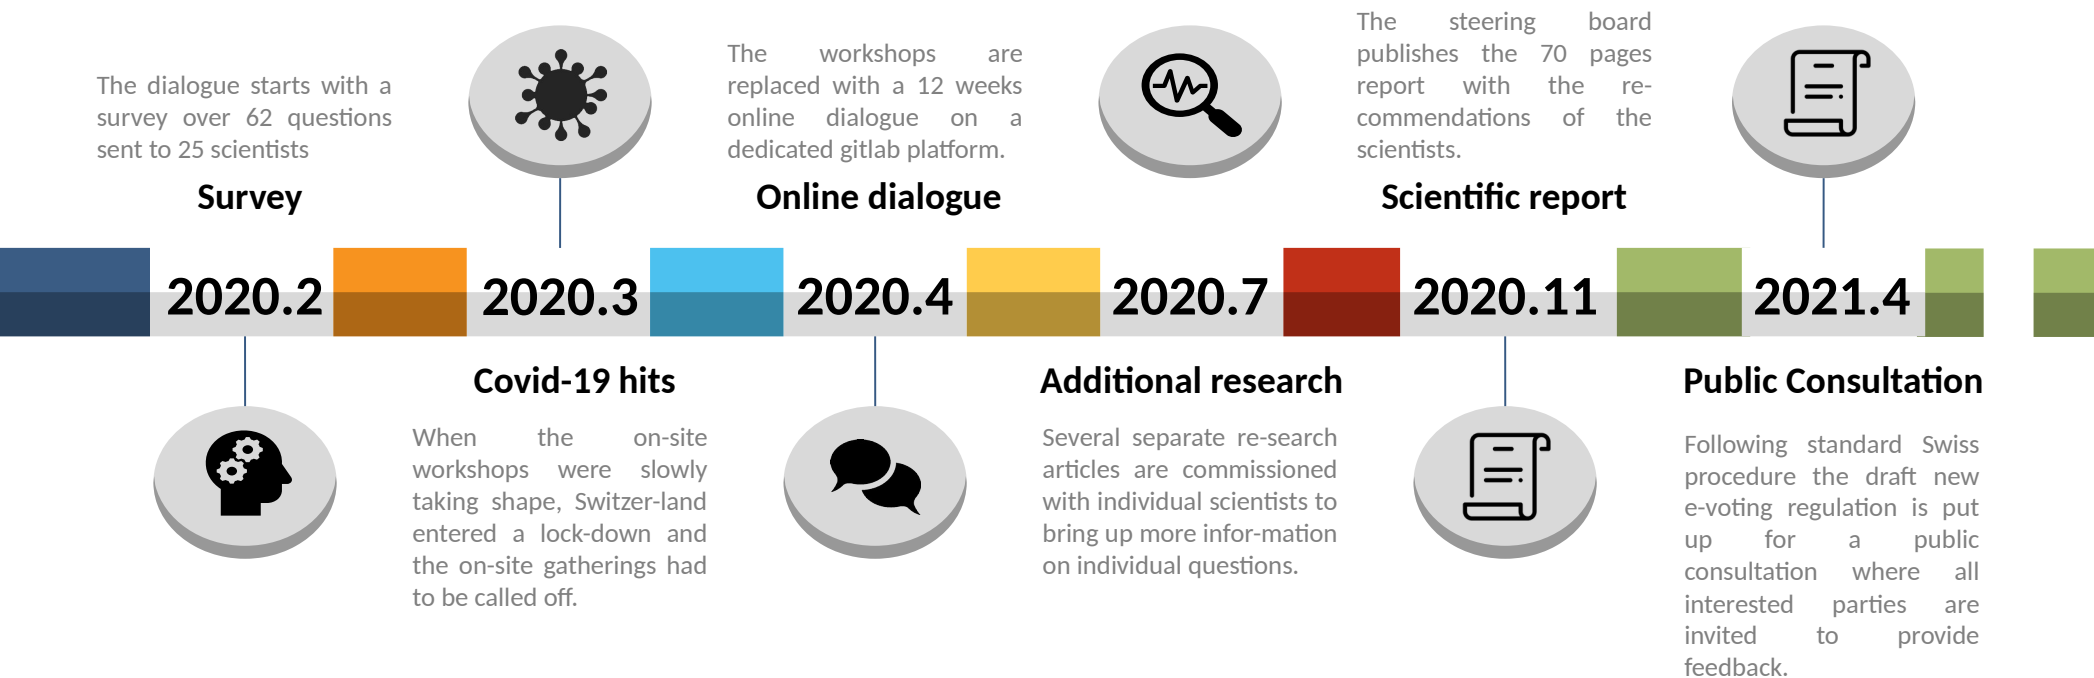 The dialogue starts with a
survey over 62 questions
sent to 25 scientists
Survey
2020.2
2020.3
Covid-19 hits
When the on-site
workshops were slowly
taking shape, Switzer-land
entered a lock-down and
the on-site gatherings had
to be called off.
The workshops are
replaced with a 12 weeks
online dialogue on a
dedicated gitlab platform.
Online dialogue
2020.4
2020.7
Additional research
Several separate re-search
articles are commissioned
with individual scientists to
bring up more infor-mation
on individual questions.
The steering board
publishes the 70 pages
report with the re-
commendations of the
scientists.
Scientific report
2020.11
2021.4
Public Consultation
Following standard Swiss
procedure the draft new
e-voting regulation is put
up for a public
consultation where all
interested parties are
invited to provide
feedback.